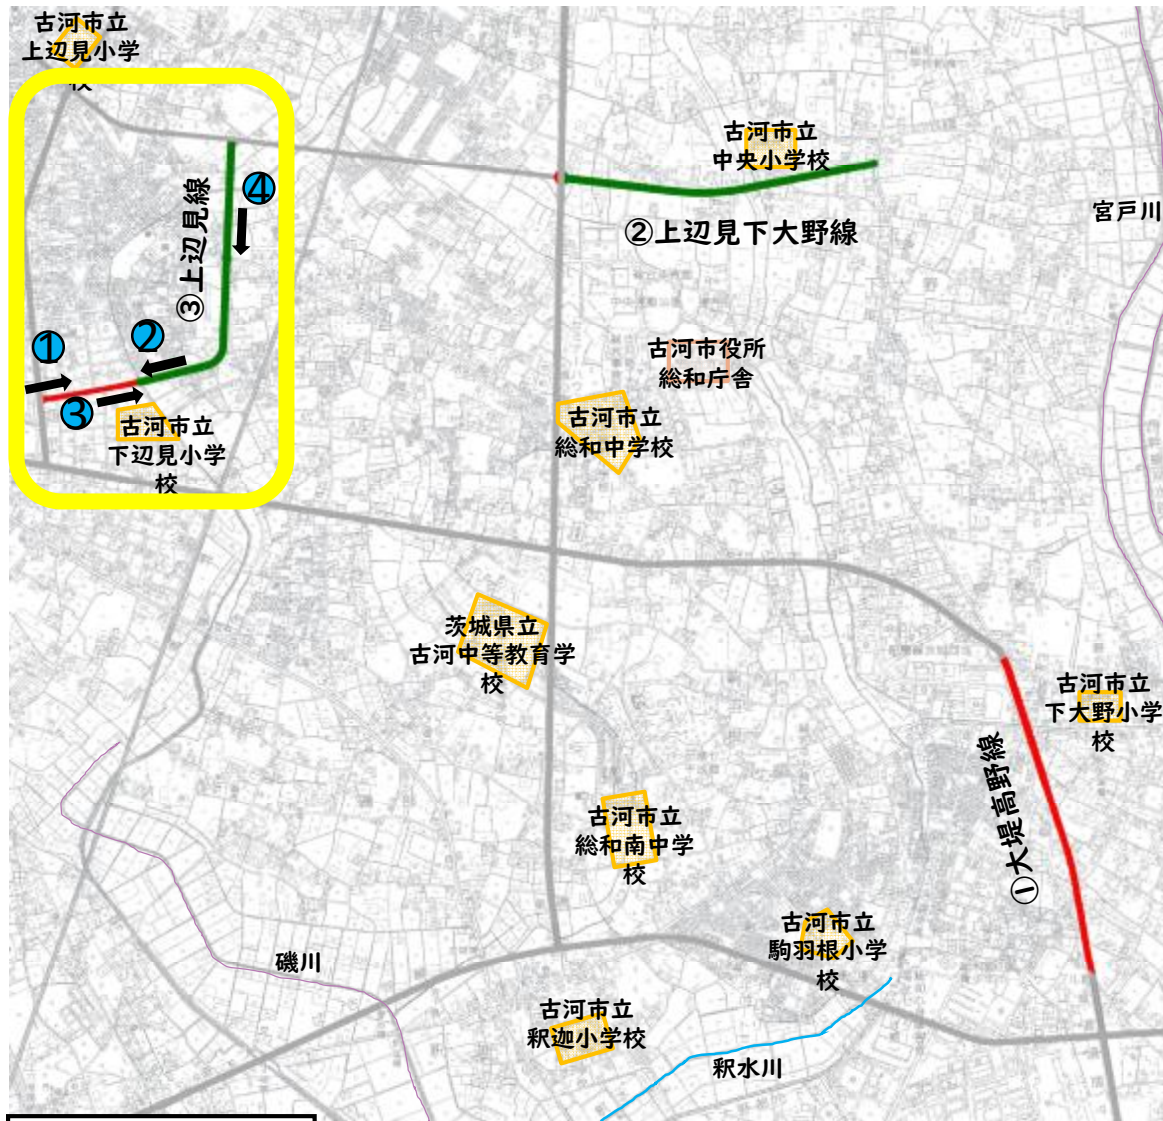 古河市立
上辺見小学
校
古河市立
中央小学校
宮戸川
④
③上辺見線
②上辺見下大野線
①
②
③
古河市立
下辺見小学
校
古河市役所
総和庁舎
古河市立
総和中学校
茨城県立
古河中等教育学
校
古河市立
下大野小学
校
①大堤高野線
古河市立
総和南中学
校
古河市立
駒羽根小学
校
磯川
古河市立
釈迦小学校
釈水川